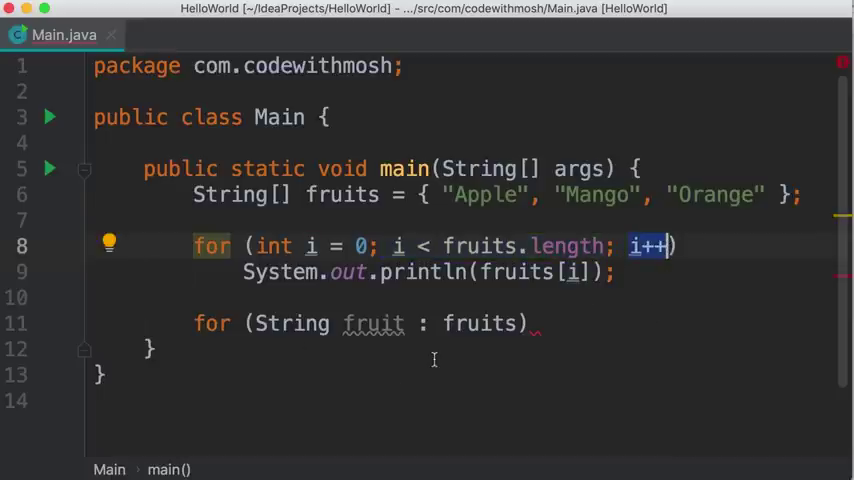 HelloWorld [~/IdeaProjects/HelloWorld] - .../src/com/codewithmosh/Main.java [HelloWorld]
Main.java
1 package com.codewithmosh;
2
3 public class Main {
4
5 public static void main(String[] args) {
6 String[] fruits = { "Apple", "Mango", "Orange" };
7
8 for (int i = 0; i < fruits.length; i++)
9 System.out.println(fruits[i]);
10
11 for (String fruit : fruits)
12 }
13 }
14
Main main()